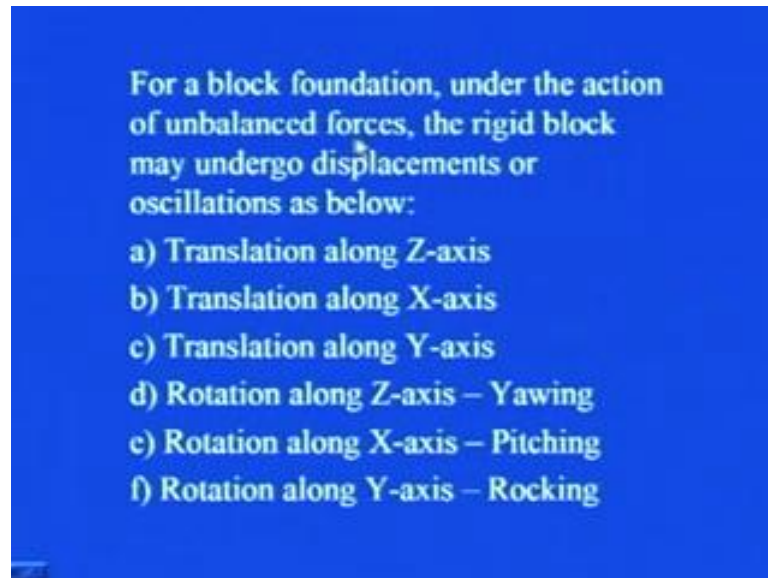 For a block foundation, under the action
of unbalanced forces, the rigid block
may undergo displacements or
oscillations as below:
a) Translation along Z-axis
b) Translation along X-axis
c) Translation along Y-axis
d) Rotation along Z-axis – Yawing
e) Rotation along X-axis – Pitching
f) Rotation along Y-axis – Rocking